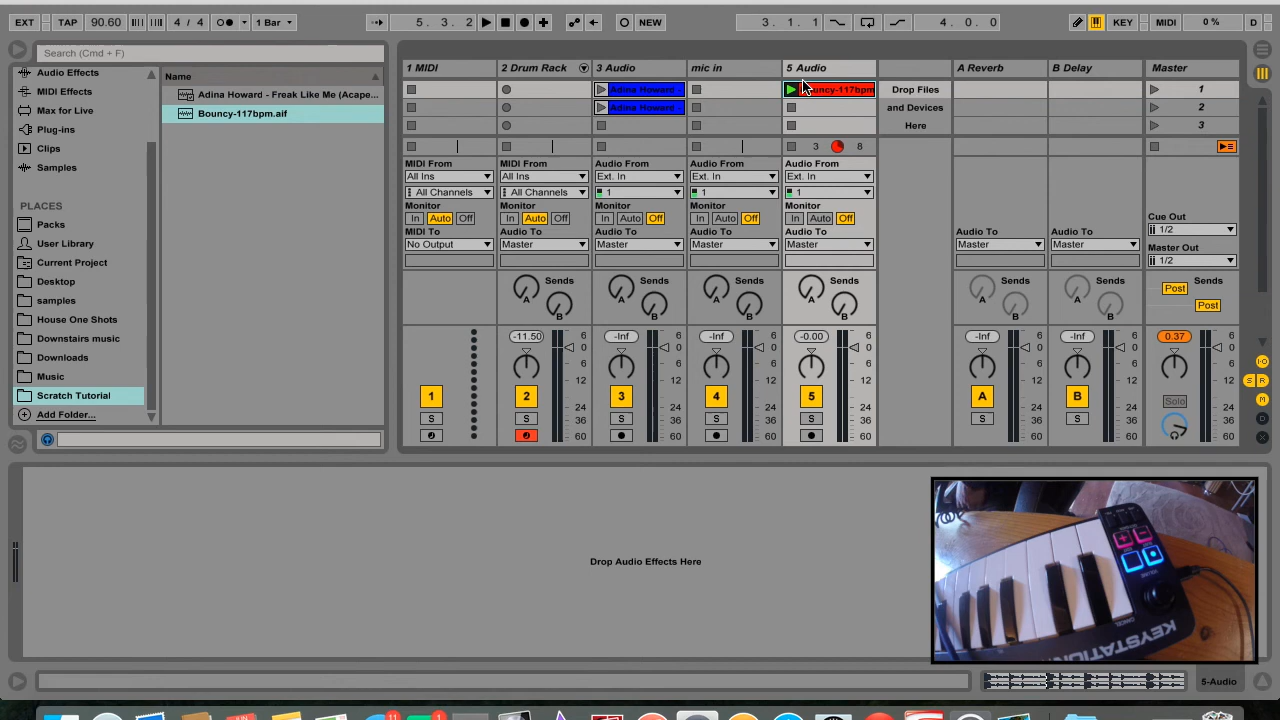 EXT TAP 90.60 4 / 4 1 Bar 5. 3. 2 NEW 3. 1. 1 4. 0. 0 KEY MIDI 0 % D
Search (Cmd + F)
Audio Effects
MIDI Effects
Max for Live
Plug-ins
Clips
Samples
PLACES
Packs
User Library
Current Project
Desktop
samples
House One Shots
Downstairs music
Downloads
Music
Scratch Tutorial
Add Folder...
Name
Adina Howard - Freak Like Me (Acape...
Bouncy-117bpm.aif
1 MIDI 2 Drum Rack 3 Audio mic in 5 Audio A Reverb B Delay Master
Adina Howard - ouncy-117bpm Drop Files 1
Adina Howard - and Devices 2
Here 3
3 8
MIDI From MIDI From Audio From Audio From Audio From
All Ins All Ins Ext. In Ext. In Ext. In
All Channels All Channels 1 1 1
Monitor Monitor Monitor Monitor Monitor Cue Out
In Auto Off In Auto Off In Auto Off In Auto Off In Auto Off 1/2
MIDI To Audio To Audio To Audio To Audio To Audio To Audio To
No Output Master Master Master Master Master Master Master Out
1/2
Sends Sends Sends Sends Sends
A A A A A A Post
B B B B B B Post
-11.50 -Inf -Inf -0.00 -Inf -Inf 0.37
6 6 6 6 6 6 6
0 0 0 0 0 0 0
6 6 6 6 6 6 6
12 12 12 12 12 12 12
1 2 3 4 5 A B Solo
24 24 24 24 24 24 24
S S S S S S S
36 36 36 36 36 36 36
60 60 60 60 60 60 60
I·O
S R
M
D
X
Drop Audio Effects Here
KEYSTATION
5-Audio
11 1